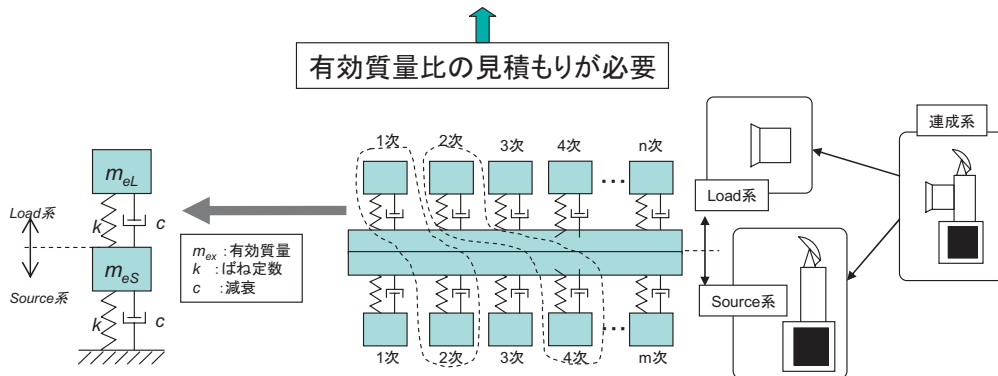 有効質量比の見積もりが必要
m_eL
k
c
Load系
Source系
m_eS
k
c
m_ex :有効質量
k :ばね定数
c :減衰
1次 2次 3次 4次 ... n次
1次 2次 3次 4次 ... m次
Load系
Source系
連成系